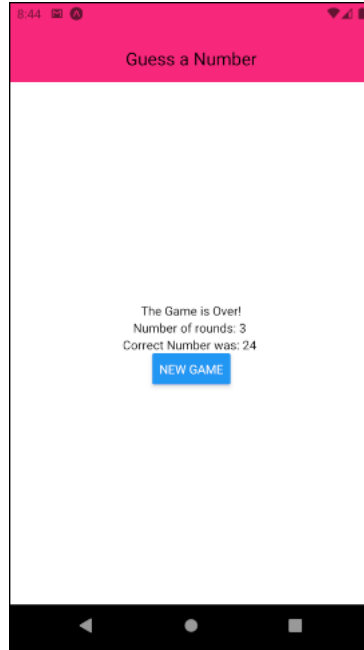 8:44
Guess a Number
The Game is Over!
Number of rounds: 3
Correct Number was: 24
NEW GAME